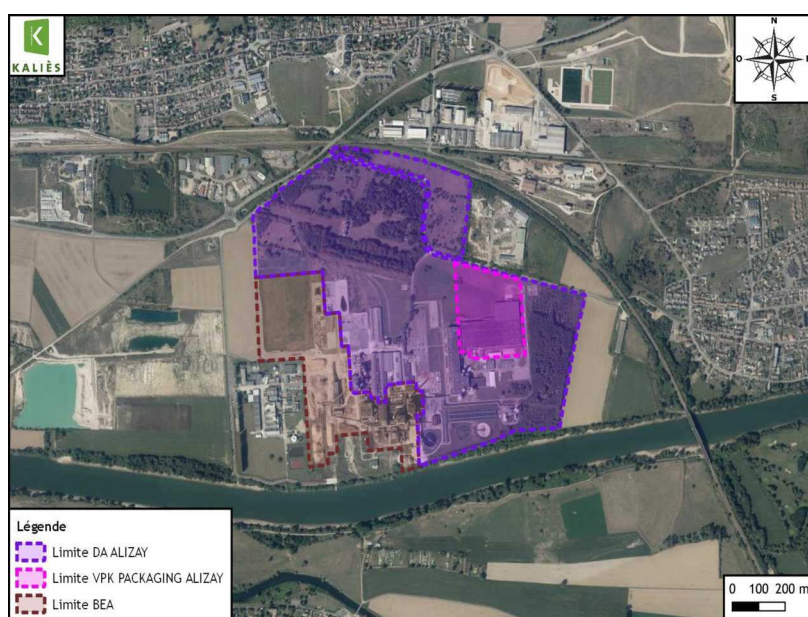 KALIÈS
N
O
E
S
Légende
Limite DA ALIZAY
Limite VPK PACKAGING ALIZAY
Limite BEA
0 100 200 m